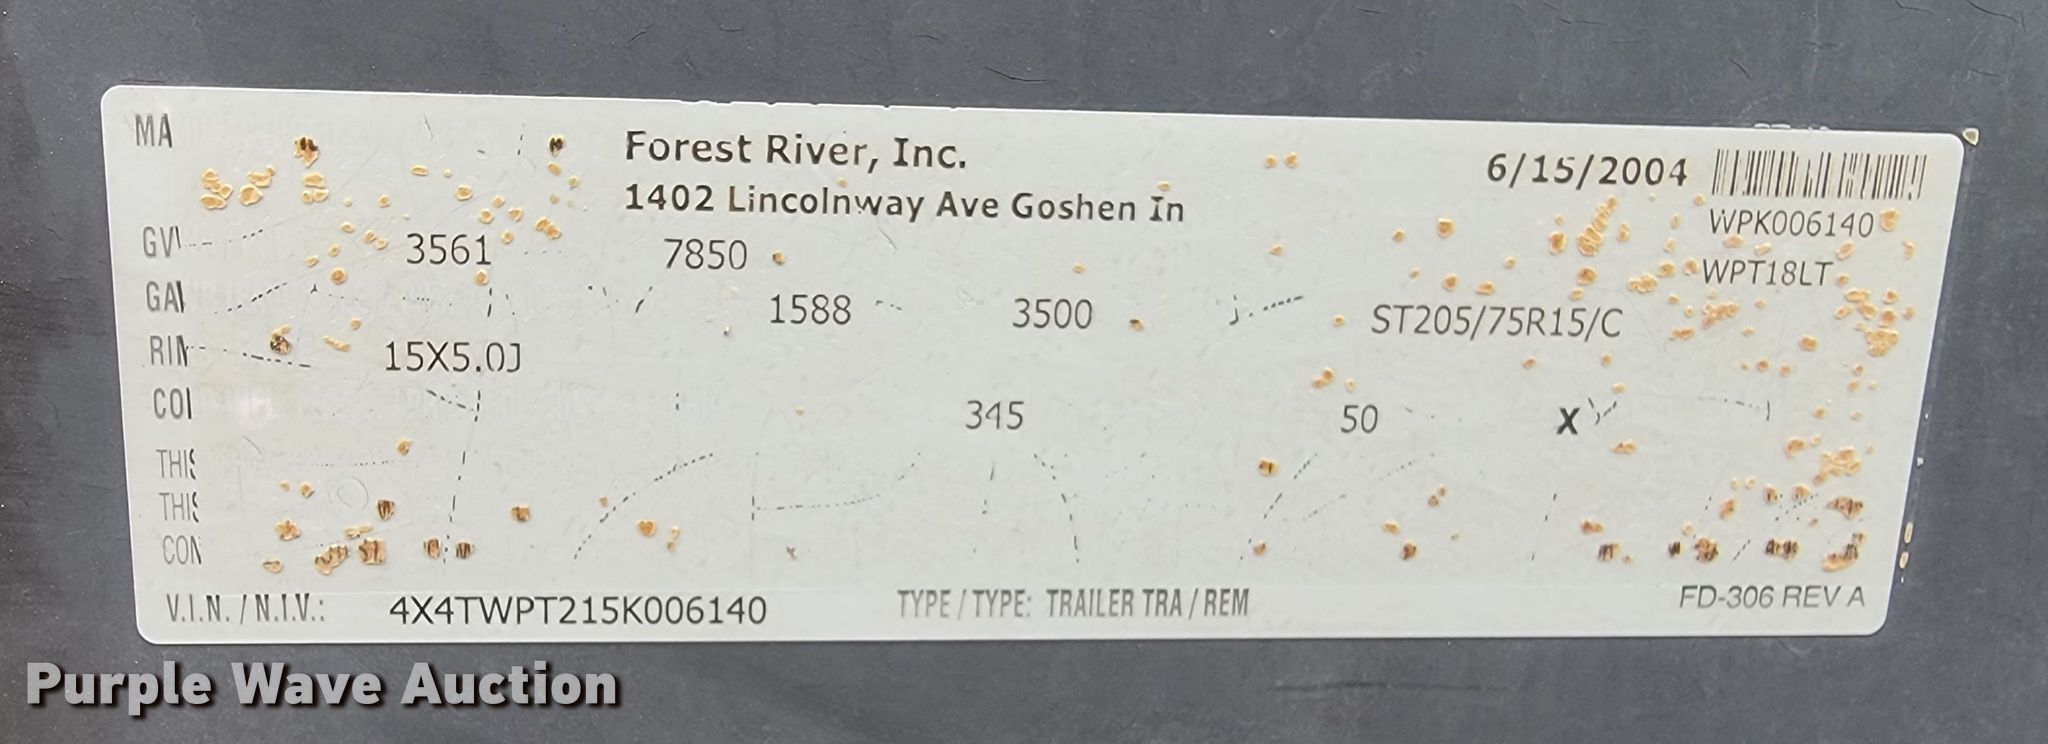 MA
Forest River, Inc.
6/15/2004
1402 Lincolnway Ave Goshen In
WPK006140
GV 3561 7850
WPT18LT
GA 1588 3500 ST205/75R15/C
RI 15X5.0J
CO 345 50 X
THIS
THIS
CON
V.I.N. / N.I.V.: 4X4TWPT215K006140 TYPE / TYPE: TRAILER TRA / REM FD-306 REV A
Purple Wave Auction